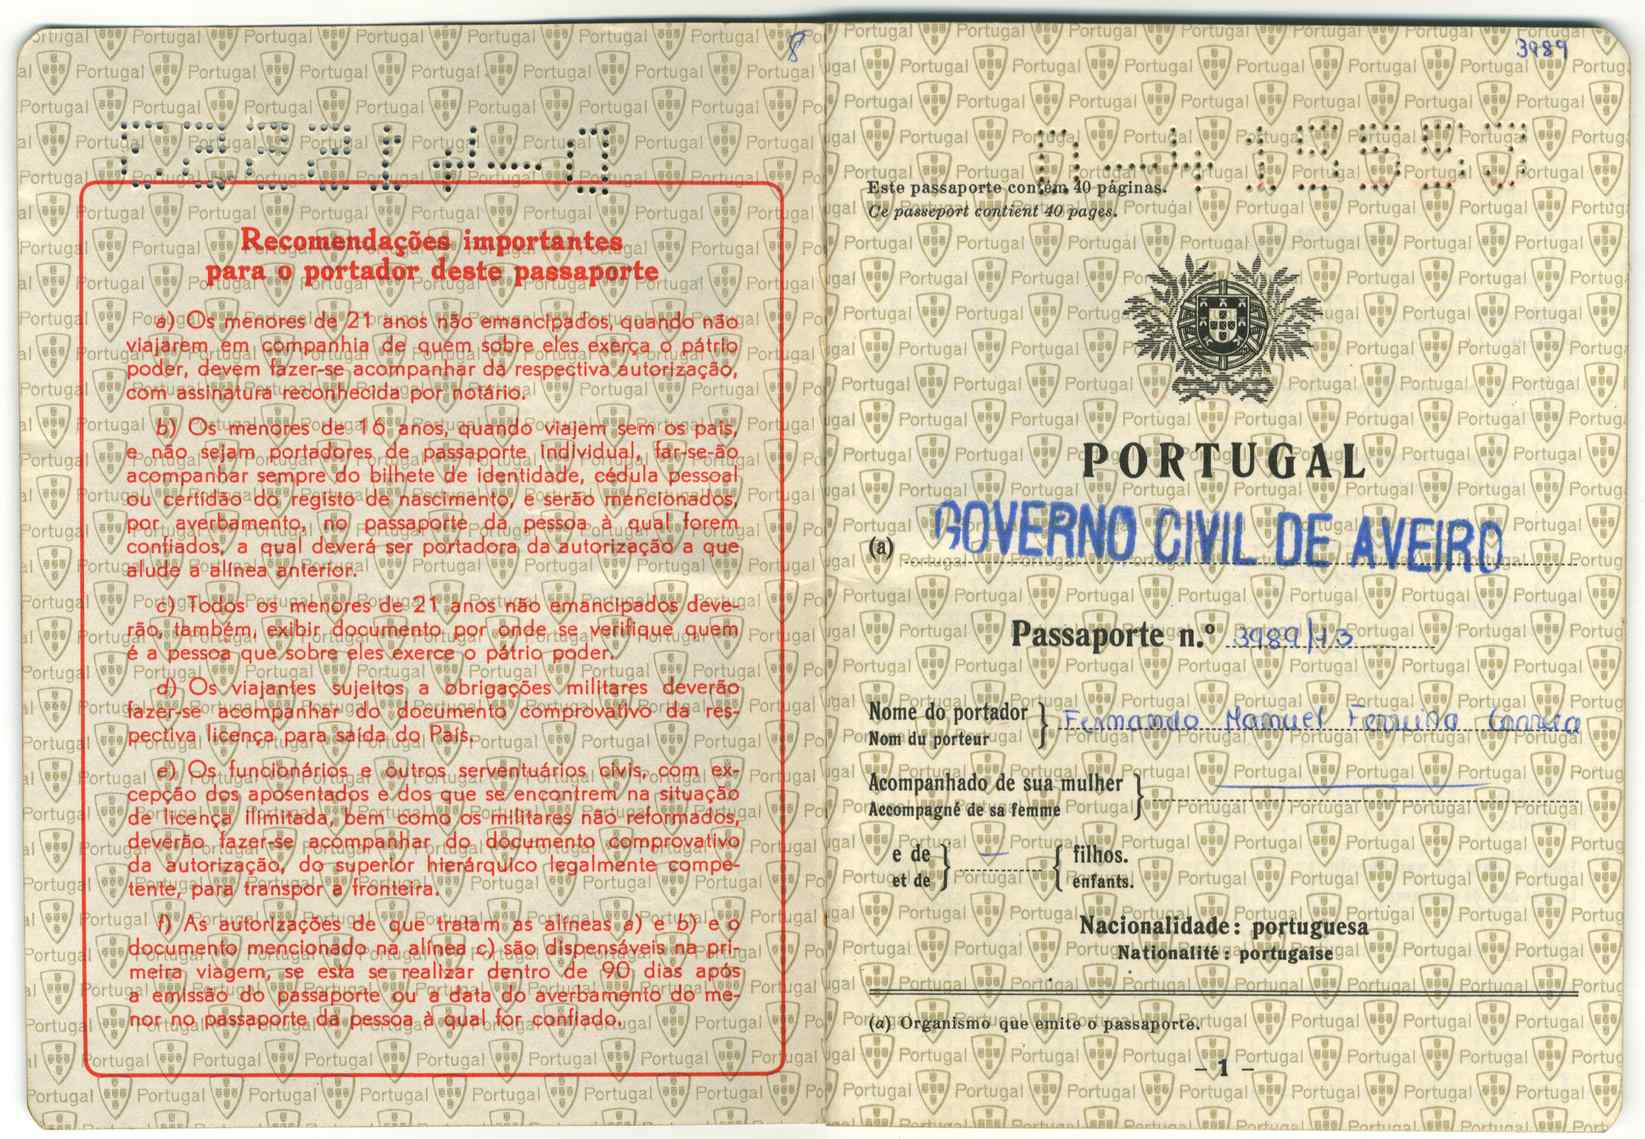 8
Recomendações importantes
para o portador deste passaporte
a) Os menores de 21 anos não emancipados, quando não
viajarem em companhia de quem sobre eles exerça o pátrio
poder, devem fazer-se acompanhar da respectiva autorização,
com assinatura reconhecida por notário.
b) Os menores de 16 anos, quando viajem sem os pais,
e não sejam portadores de passaporte individual, far-se-ão
acompanhar sempre do bilhete de identidade, cédula pessoal
ou certidão do registo de nascimento, e serão mencionados,
por averbamento, no passaporte da pessoa à qual forem
confiados, a qual deverá ser portadora da autorização a que
alude a alínea anterior.
c) Todos os menores de 21 anos não emancipados deve-
rão, também, exibir documento por onde se verifique quem
é a pessoa que sobre eles exerce o pátrio poder.
d) Os viajantes sujeitos a obrigações militares deverão
fazer-se acompanhar do documento comprovativo da res-
pectiva licença para saída do País.
e) Os funcionários e outros serventuários civis, com ex-
cepção dos aposentados e dos que se encontrem na situação
de licença ilimitada, bem como os militares não reformados,
deverão fazer-se acompanhar do documento comprovativo
da autorização, do superior hierárquico legalmente compe-
tente, para transpor a fronteira.
f) As autorizações de que tratam as alíneas a) e b) e o
documento mencionado na alínea c) são dispensáveis na pri-
meira viagem, se esta se realizar dentro de 90 dias após
a emissão do passaporte ou a data do averbamento do me-
nor no passaporte da pessoa à qual for confiado.
3989
Este passaporte contém 40 páginas.
Ce passeport contient 40 pages.
PORTUGAL
(a) GOVERNO CIVIL DE AVEIRO
Passaporte n.º 3989/73
Nome do portador } Fernando Manuel Ferreira Correia
Nom du porteur
Acompanhado de sua mulher }
Accompagné de sa femme
e de } — { filhos.
et de enfants.
Nacionalidade: portuguesa
Nationalité: portugaise
(a) Organismo que emite o passaporte.
– 1 –